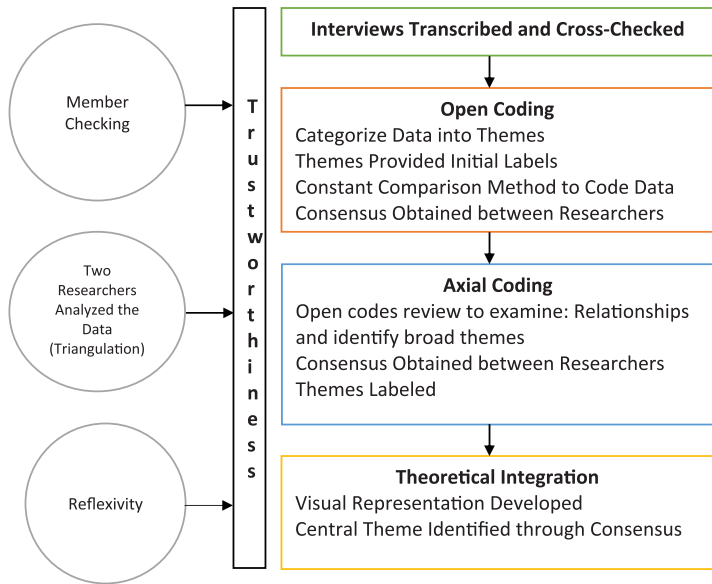 Member
Checking
Two
Researchers
Analyzed the
Data
(Triangulation)
Reflexivity
Trustworthiness
Interviews Transcribed and Cross-Checked
Open Coding
Categorize Data into Themes
Themes Provided Initial Labels
Constant Comparison Method to Code Data
Consensus Obtained between Researchers
Axial Coding
Open codes review to examine: Relationships
and identify broad themes
Consensus Obtained between Researchers
Themes Labeled
Theoretical Integration
Visual Representation Developed
Central Theme Identified through Consensus